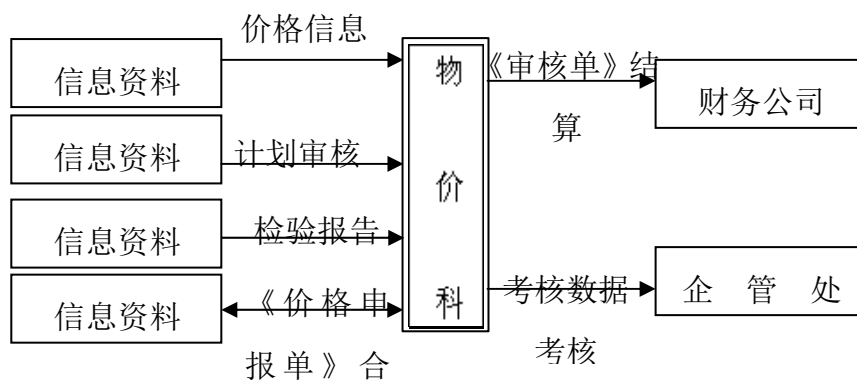 价格信息
信息资料
物价科
《审核单》结
算
财务公司
信息资料
计划审核
信息资料
检验报告
信息资料
《价格申
报单》合
考核数据
考核
企管处